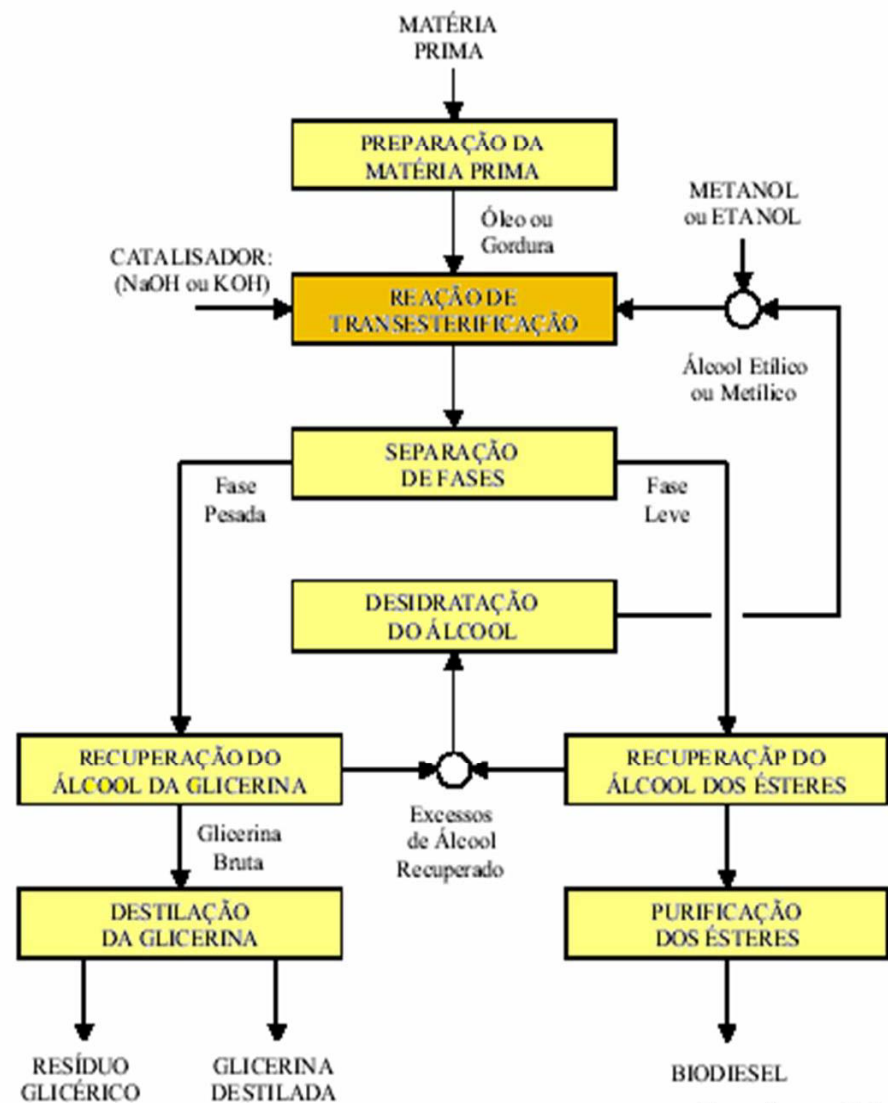 MATÉRIA
PRIMA
PREPARAÇÃO DA
MATÉRIA PRIMA
METANOL
ou ETANOL
Óleo ou
Gordura
CATALISADOR:
(NaOH ou KOH)
REAÇÃO DE
TRANSESTERIFICAÇÃO
Álcool Etílico
ou Metílico
SEPARAÇÃO
DE FASES
Fase
Pesada
Fase
Leve
DESIDRATAÇÃO
DO ÁLCOOL
RECUPERAÇÃO DO
ÁLCOOL DA GLICERINA
RECUPERAÇÃP DO
ÁLCOOL DOS ÉSTERES
Excessos
de Álcool
Recuperado
Glicerina
Bruta
DESTILAÇÃO
DA GLICERINA
PURIFICAÇÃO
DOS ÉSTERES
RESÍDUO
GLICÉRICO
GLICERINA
DESTILADA
BIODIESEL